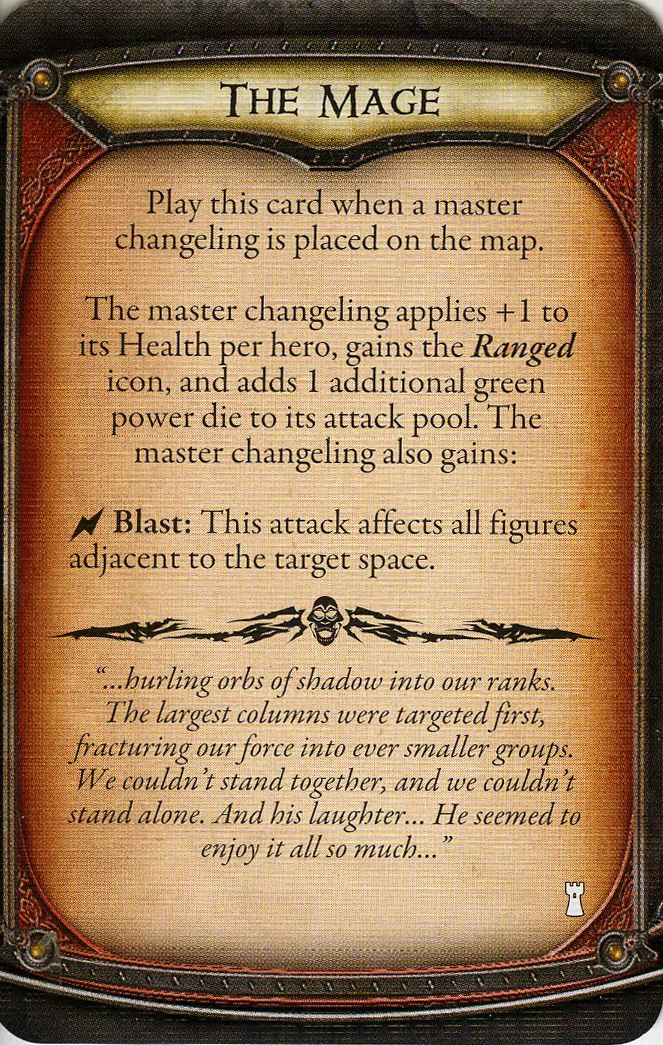 The Mage
Play this card when a master
changeling is placed on the map.
The master changeling applies +1 to
its Health per hero, gains the Ranged
icon, and adds 1 additional green
power die to its attack pool. The
master changeling also gains:
Blast: This attack affects all figures
adjacent to the target space.
“...hurling orbs of shadow into our ranks.
The largest columns were targeted first,
fracturing our force into ever smaller groups.
We couldn’t stand together, and we couldn’t
stand alone. And his laughter... He seemed to
enjoy it all so much...”